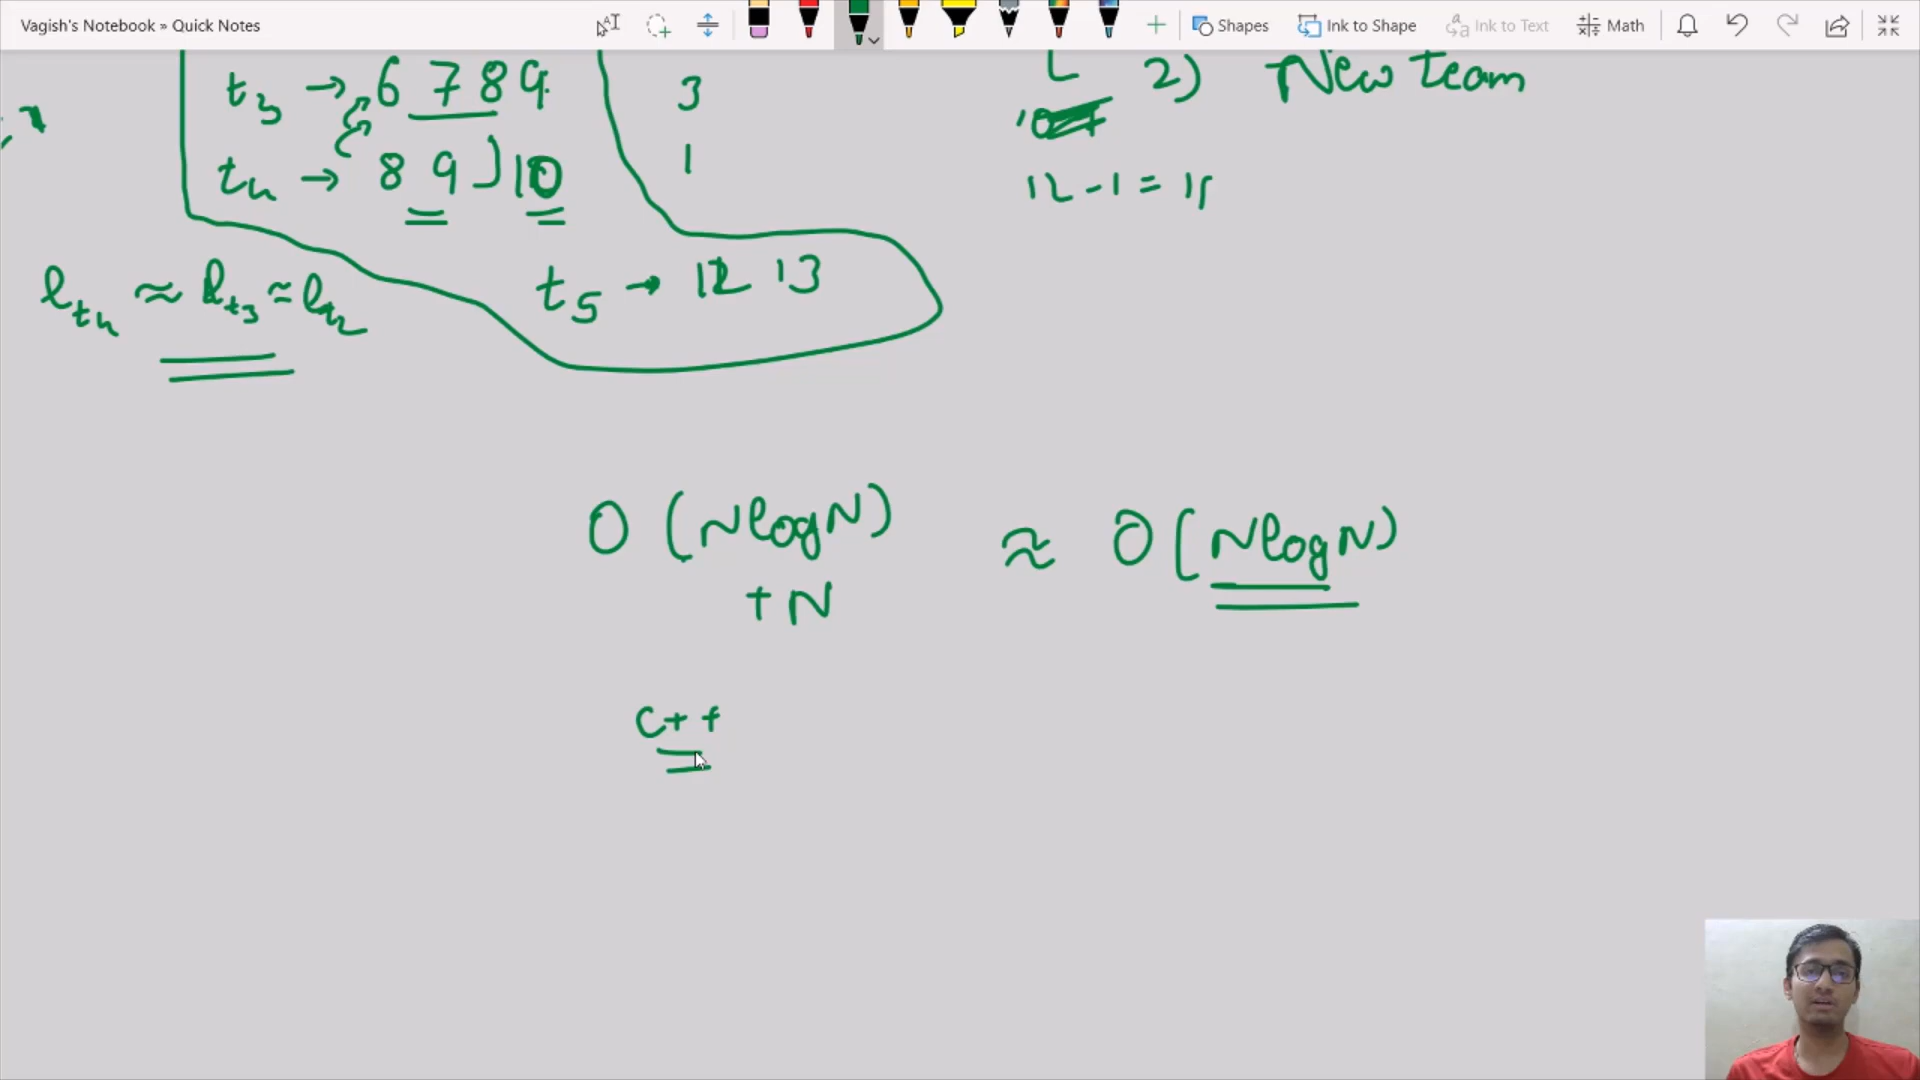 Vagish's Notebook » Quick Notes
Shapes
Ink to Shape
Ink to Text
Math
t3 → 6 7 8 9
3
2) New team
t4 → 8 9 ) 10
1
12 - 1 = 11
lt4 ≈ lt3 ≈ lt2
t5 → 12 13
O (NlogN)
+ N
≈ O (NlogN)
C++